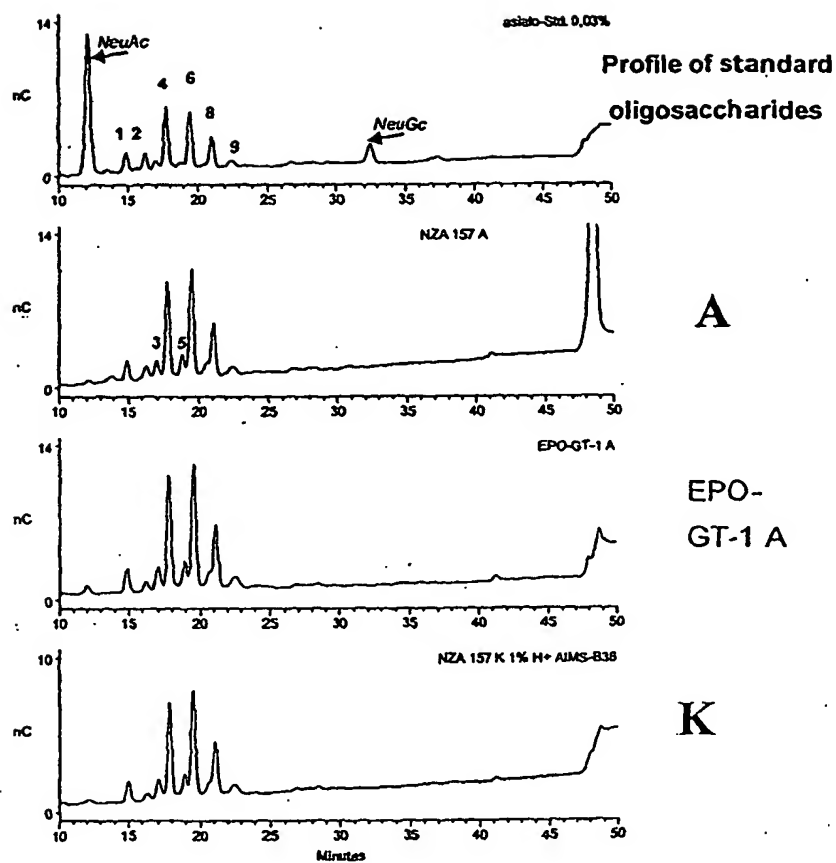 14
asialo-Std. 0,03%
NeuAc
Profile of standard
oligosaccharides
nC
1 2 4 6 8 9
NeuGc
0
10 15 20 25 30 35 40 45 50
14
NZA 157 A
nC
A
3 5
0
10 15 20 25 30 35 40 45 50
14
EPO-GT-1 A
nC
EPO-
GT-1 A
0
10 15 20 25 30 35 40 45 50
10
NZA 157 K 1% H+ AIMS-B38
nC
K
0
10 15 20 25 30 35 40 45 50
Minutes